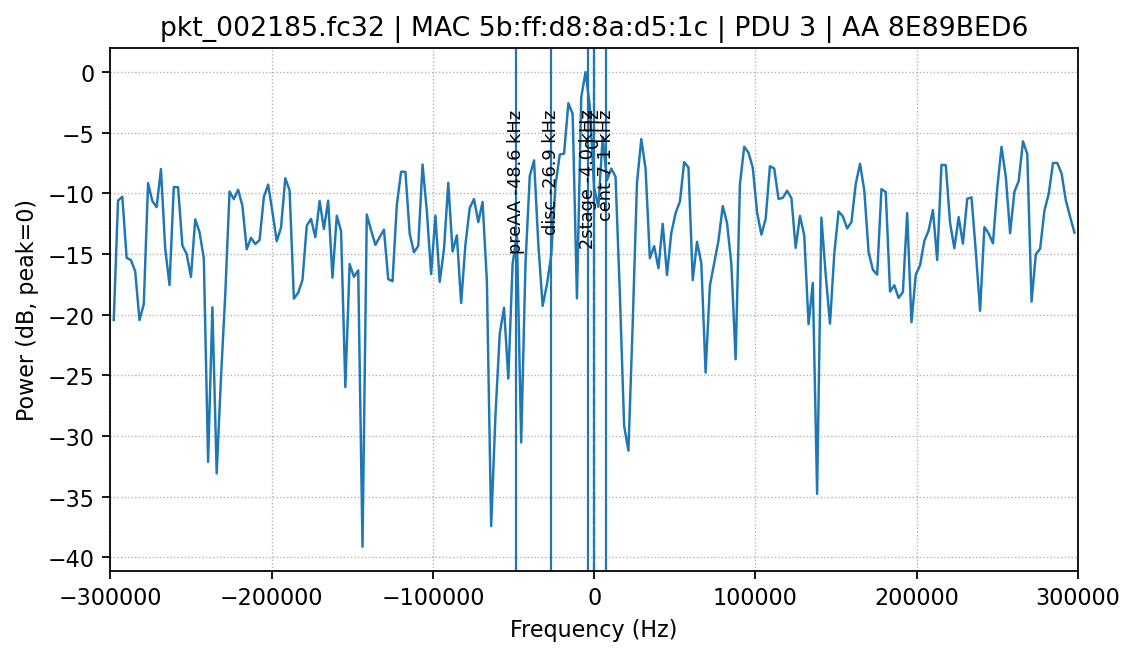 pkt_002185.fc32 | MAC 5b:ff:d8:8a:d5:1c | PDU 3 | AA 8E89BED6
Power (dB, peak=0)
0
−5
−10
−15
−20
−25
−30
−35
−40
preAA -48.6 kHz
disc -26.9 kHz
2stage -4.0 kHz
cent 7.1 kHz
−300000
−200000
−100000
0
100000
200000
300000
Frequency (Hz)